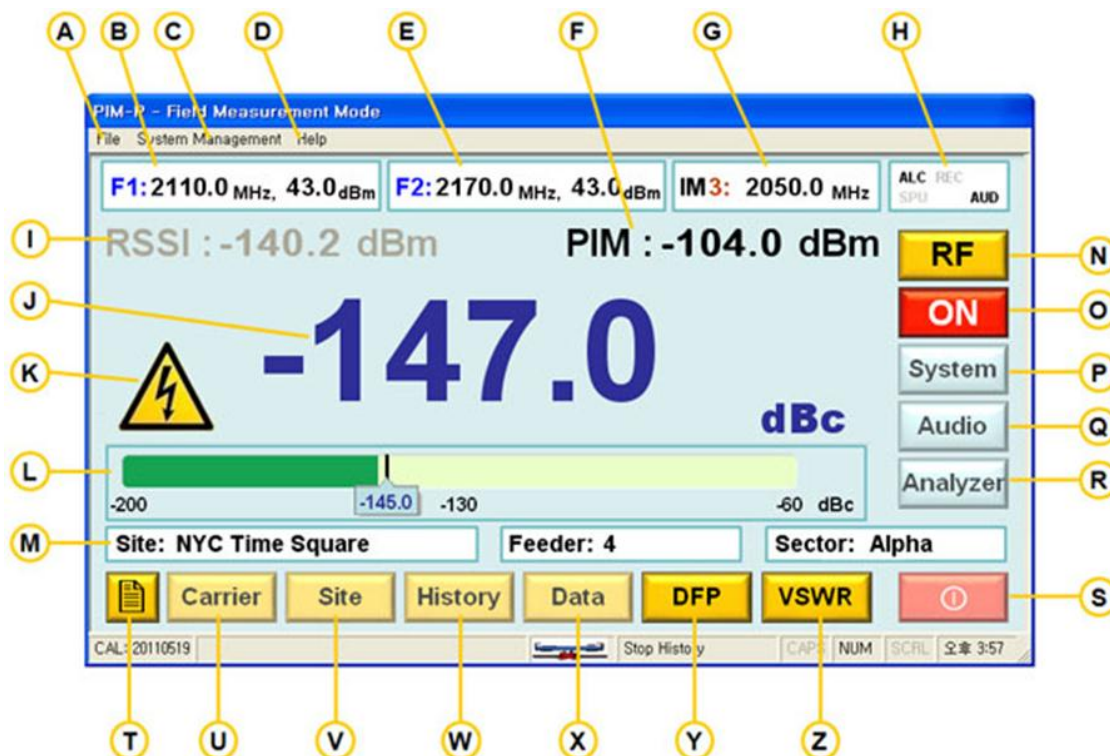 A B C D E F G H
PIM-R - Field Measurement Mode
File System Management Help
F1: 2110.0 MHz, 43.0 dBm F2: 2170.0 MHz, 43.0 dBm IM3: 2050.0 MHz ALC REC
SPU AUD
I RSSI : -140.2 dBm PIM : -104.0 dBm RF N
J -147.0 ON O
K System P
dBc Audio Q
L Analyzer R
-200 -145.0 -130 -60 dBc
M Site: NYC Time Square Feeder: 4 Sector: Alpha
Carrier Site History Data DFP VSWR S
CAL: 20110519 Stop History CAPS NUM SCRL 오후 3:57
T U V W X Y Z